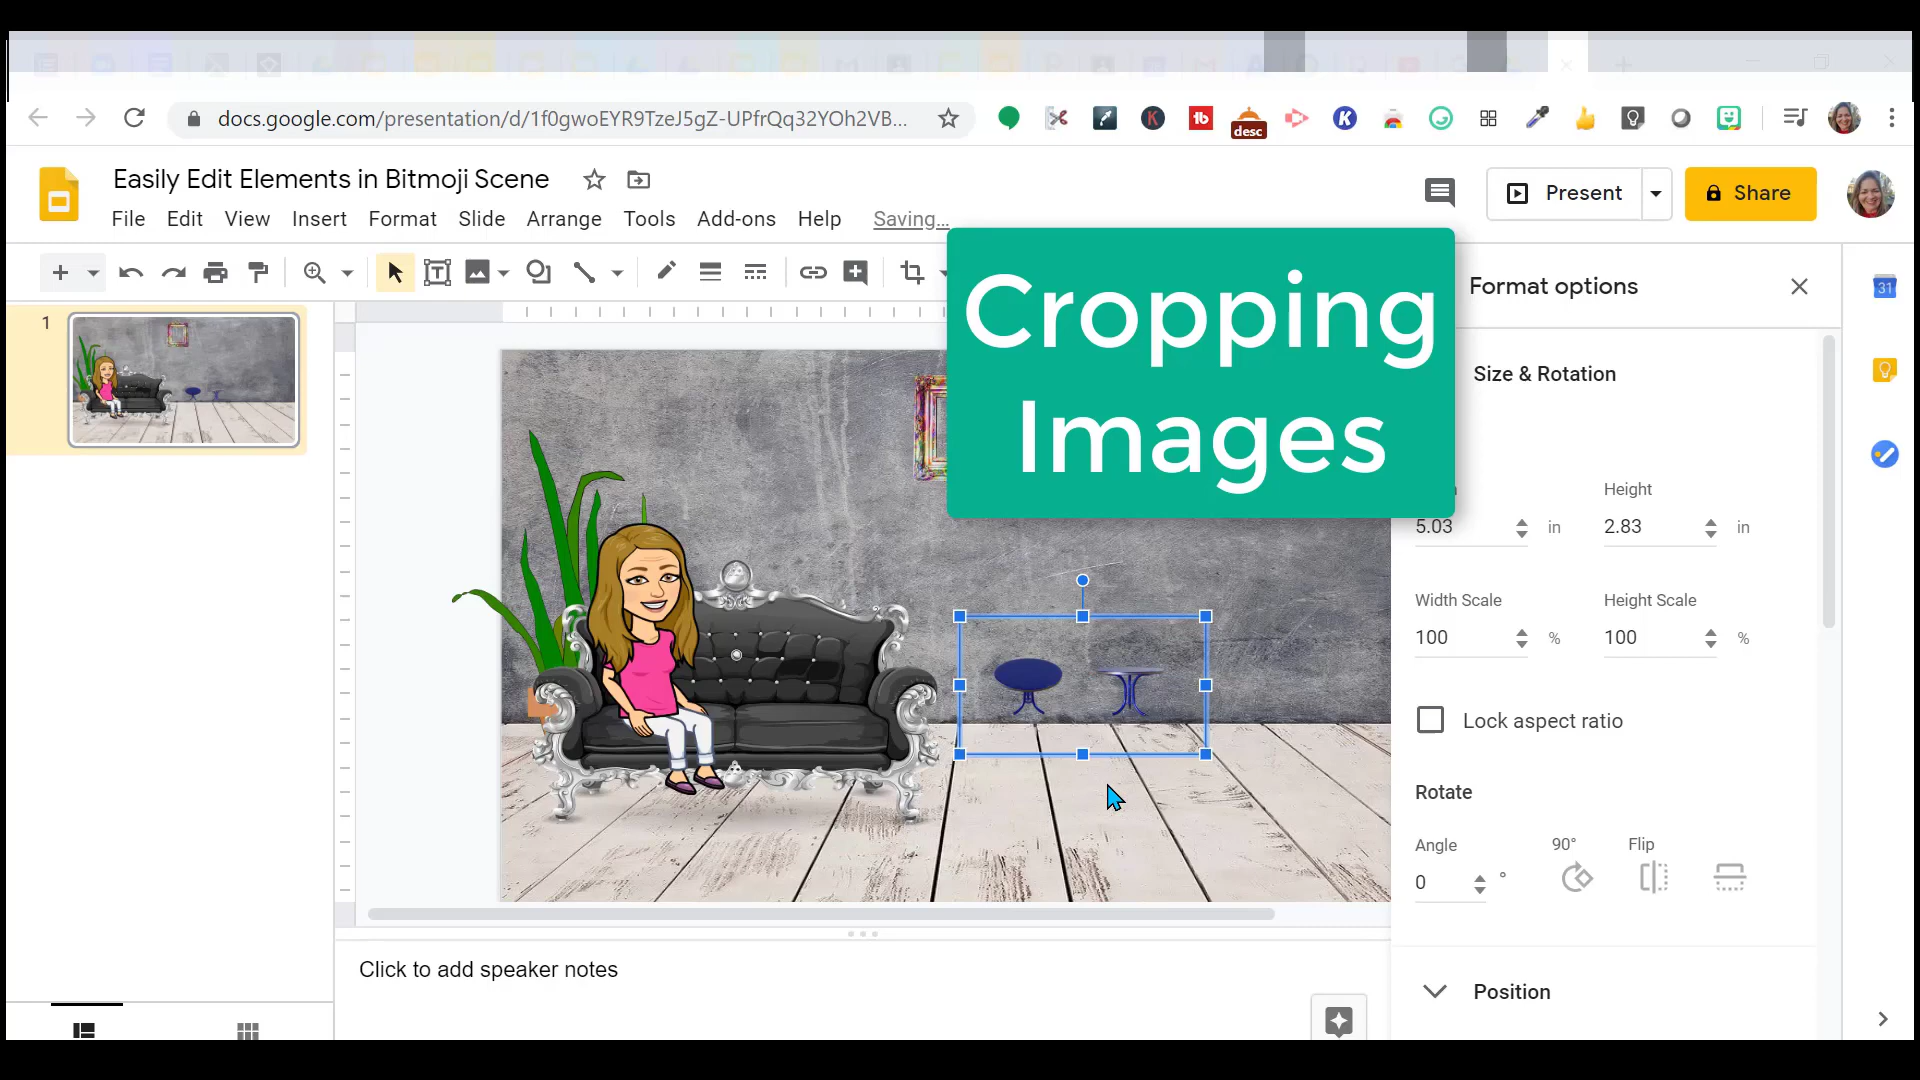 docs.google.com/presentation/d/1f0gwoEYR9TzeJ5gZ-UPfrQq32YOh2VB...
desc
Easily Edit Elements in Bitmoji Scene
Present
Share
File Edit View Insert Format Slide Arrange Tools Add-ons Help Saving...
Cropping
Images
Format options
31
1
Size & Rotation
Height
5.03 in 2.83 in
Width Scale Height Scale
100 % 100 %
Lock aspect ratio
Rotate
Angle 90° Flip
0 °
Click to add speaker notes
Position